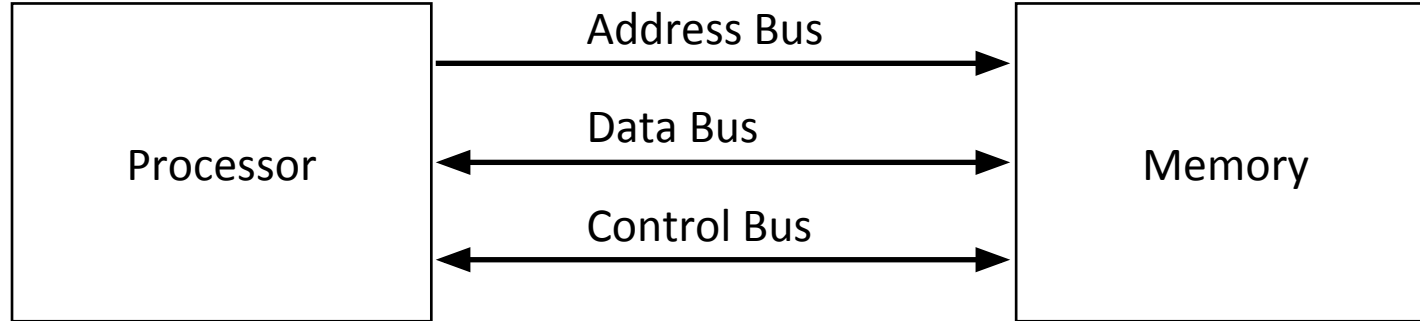 Address Bus
Data Bus
Processor
Memory
Control Bus